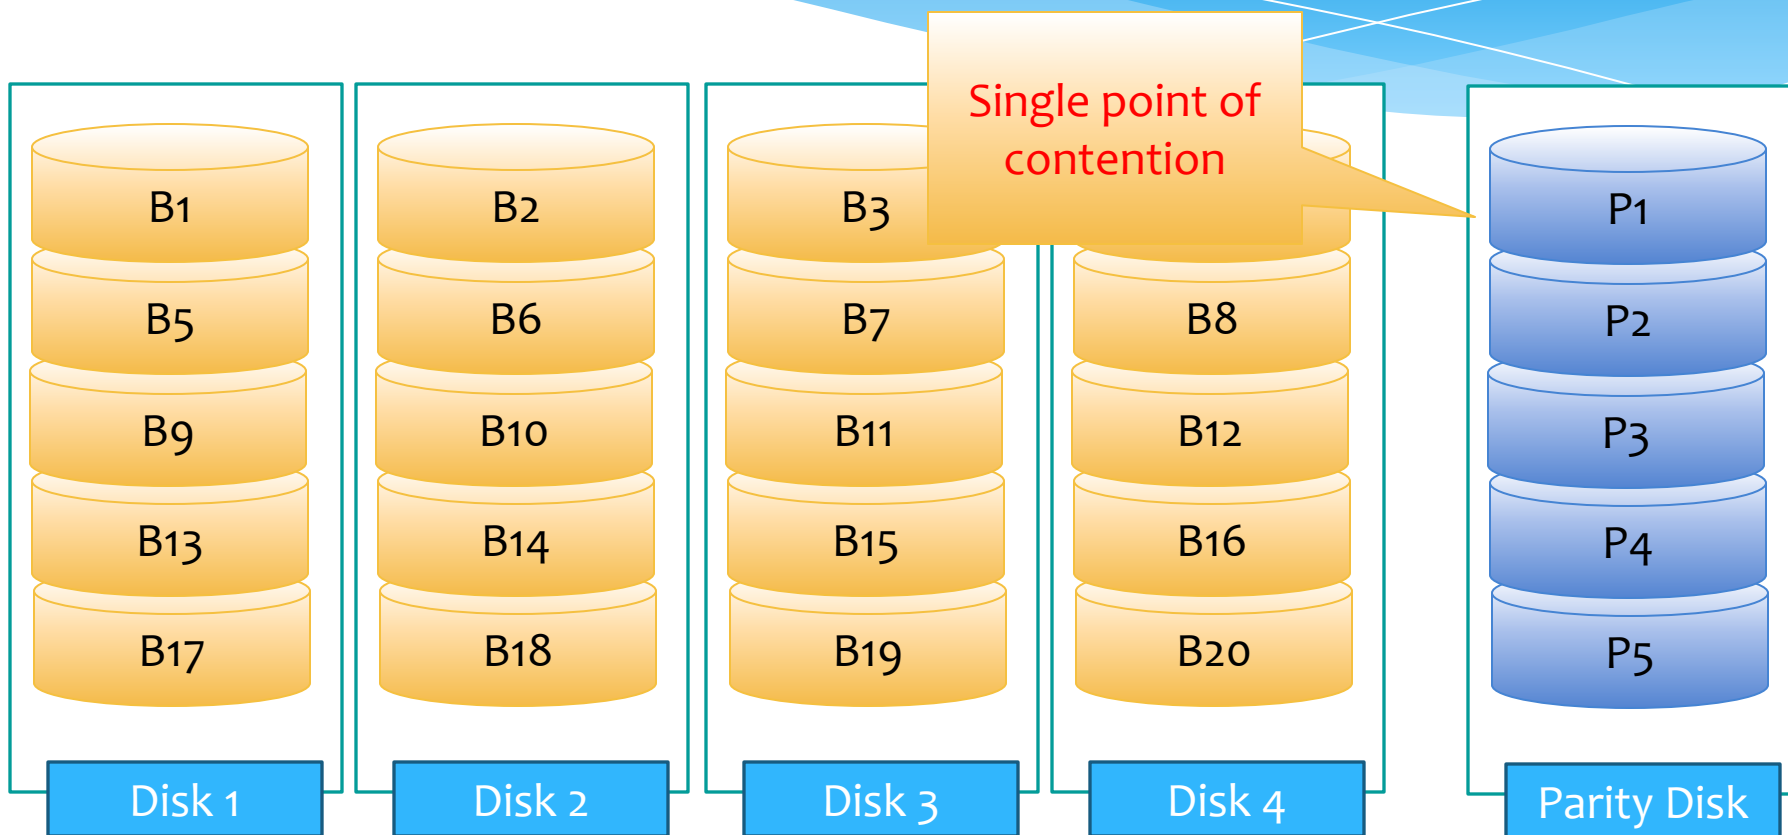 Single point of
contention
B1 B2 B3 P1
B5 B6 B7 B8 P2
B9 B10 B11 B12 P3
B13 B14 B15 B16 P4
B17 B18 B19 B20 P5
Disk 1 Disk 2 Disk 3 Disk 4 Parity Disk